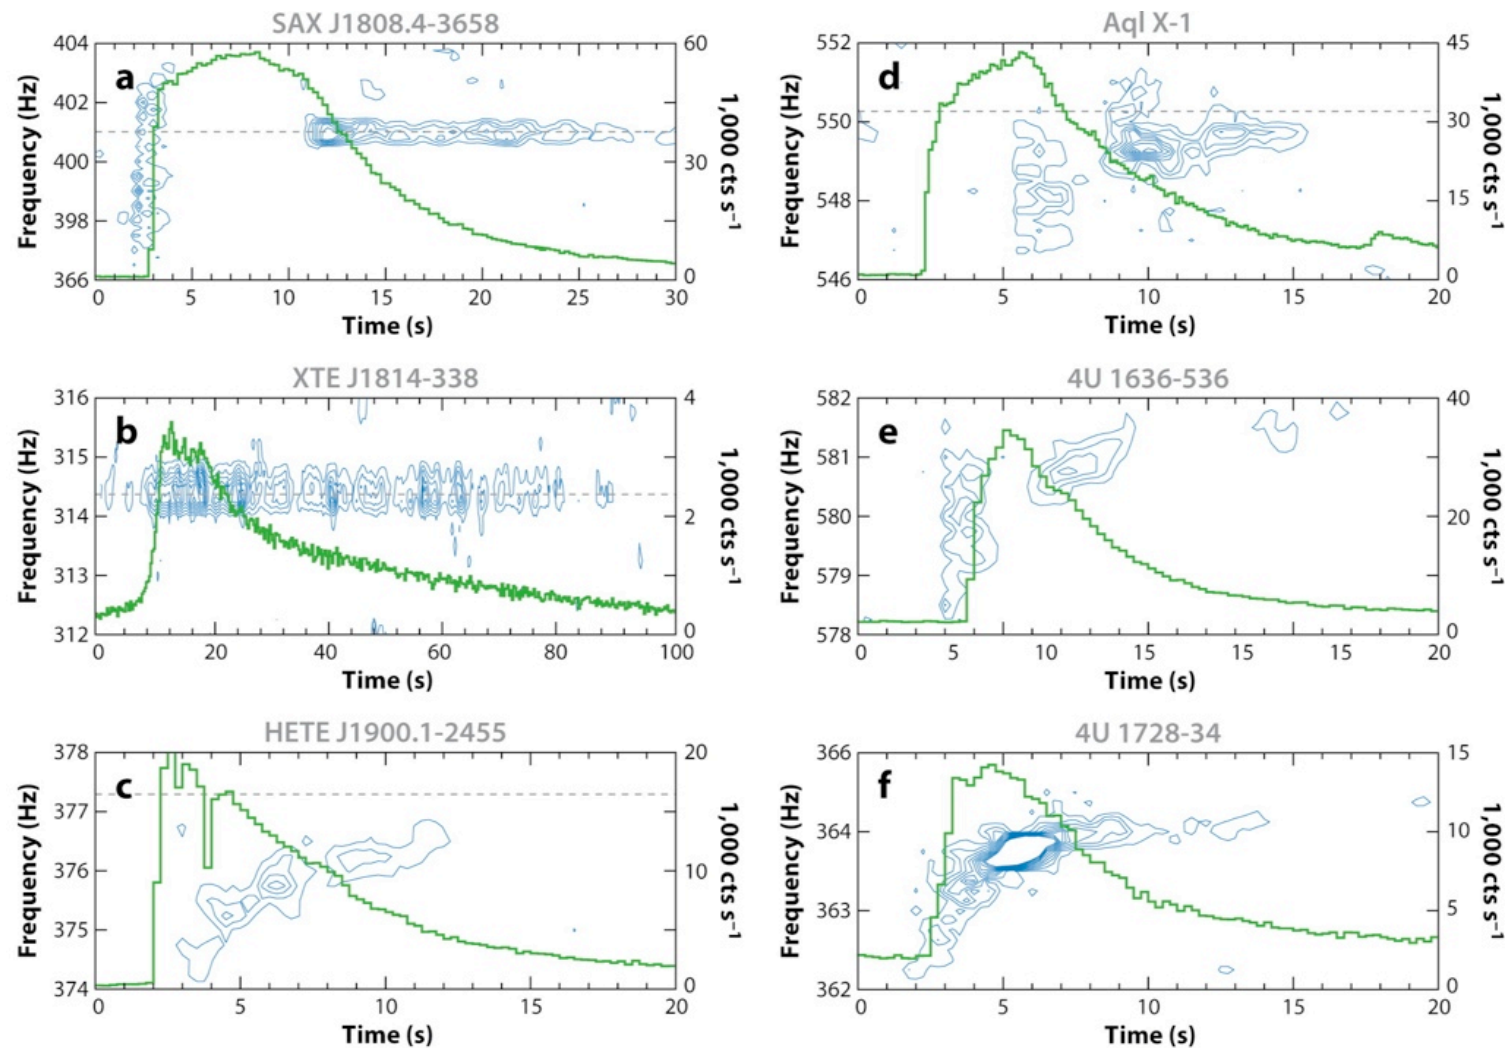 SAX J1808.4-3658
a
404
402
400
398
366
Frequency (Hz)
60
30
0
1,000 cts s⁻¹
0 5 10 15 20 25 30
Time (s)
Aql X-1
d
552
550
548
546
Frequency (Hz)
45
30
15
0
1,000 cts s⁻¹
0 5 10 15 20
Time (s)
XTE J1814-338
b
316
315
314
313
312
Frequency (Hz)
4
2
0
1,000 cts s⁻¹
0 20 40 60 80 100
Time (s)
4U 1636-536
e
582
581
580
579
578
Frequency (Hz)
40
20
0
1,000 cts s⁻¹
0 5 10 15 15 20
Time (s)
HETE J1900.1-2455
c
378
377
376
375
374
Frequency (Hz)
20
10
0
1,000 cts s⁻¹
0 5 10 15 20
Time (s)
4U 1728-34
f
366
364
363
362
Frequency (Hz)
15
10
5
0
1,000 cts s⁻¹
0 5 10 15 20
Time (s)